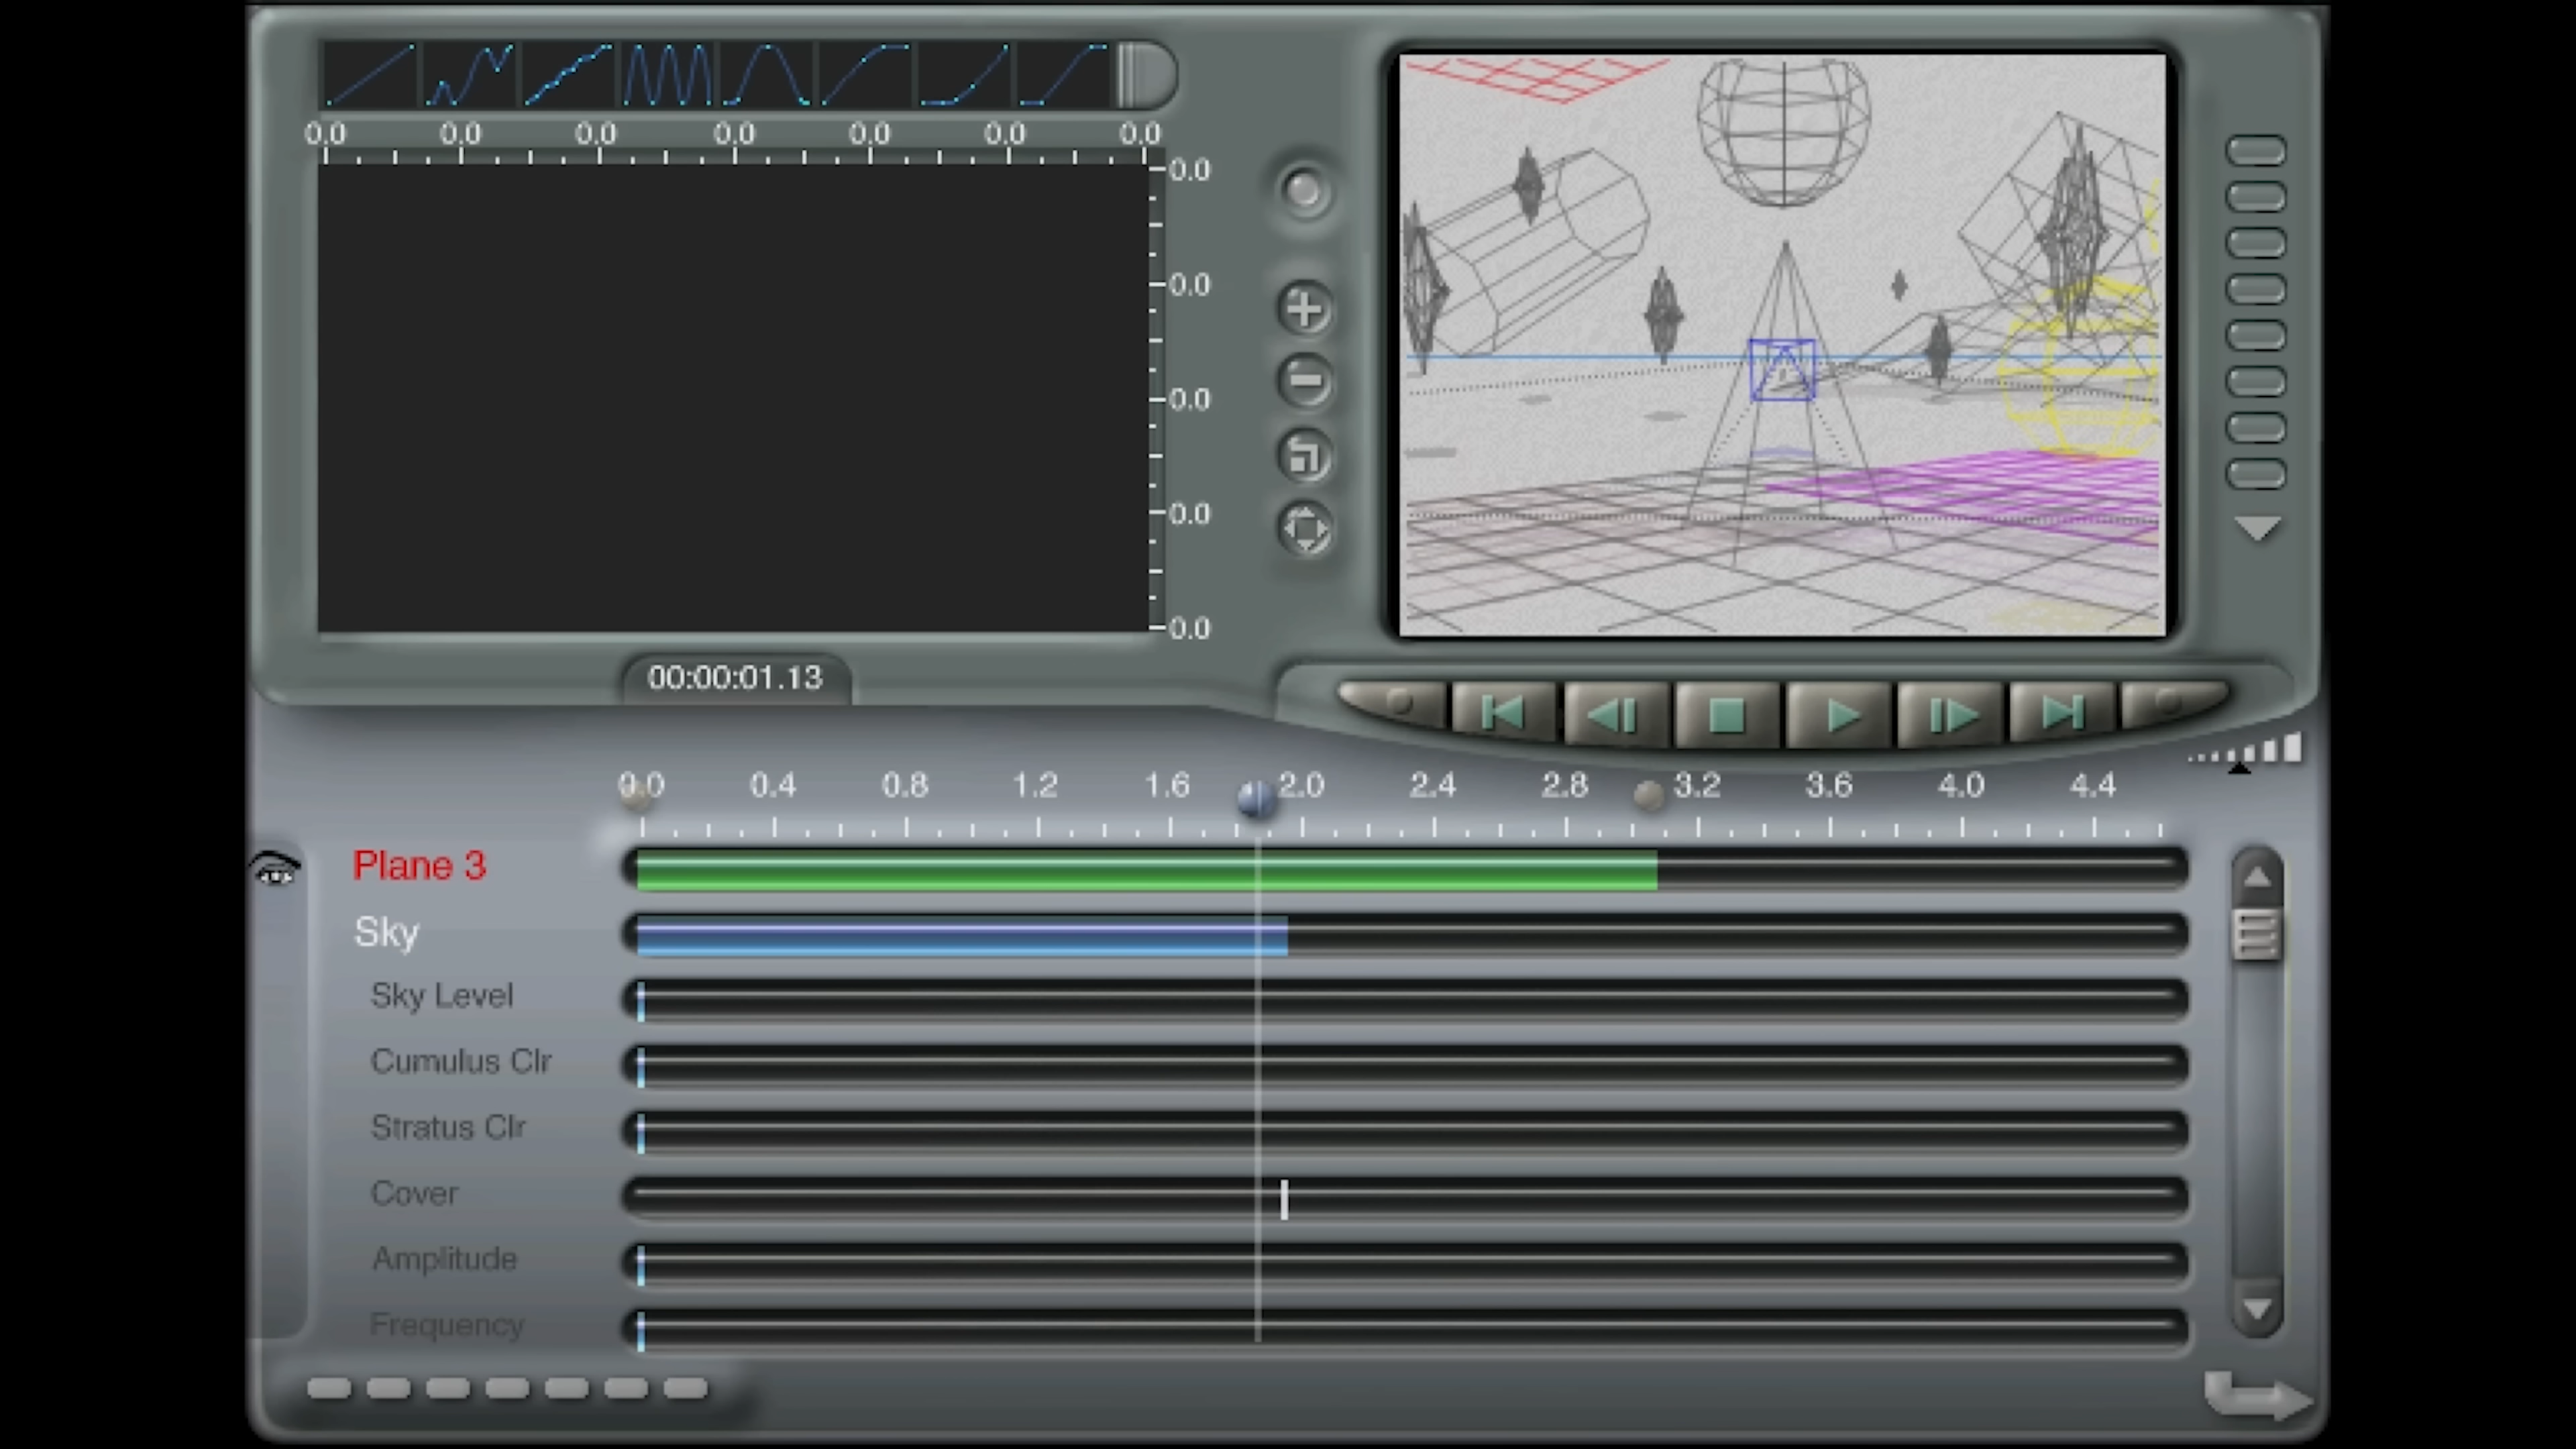 0.0 0.0 0.0 0.0 0.0 0.0 0.0
0.0
0.0
0.0
0.0
0.0
00:00:01.13
0.0 0.4 0.8 1.2 1.6 2.0 2.4 2.8 3.2 3.6 4.0 4.4
Plane 3
Sky
Sky Level
Cumulus Clr
Stratus Clr
Cover
Amplitude
Frequency